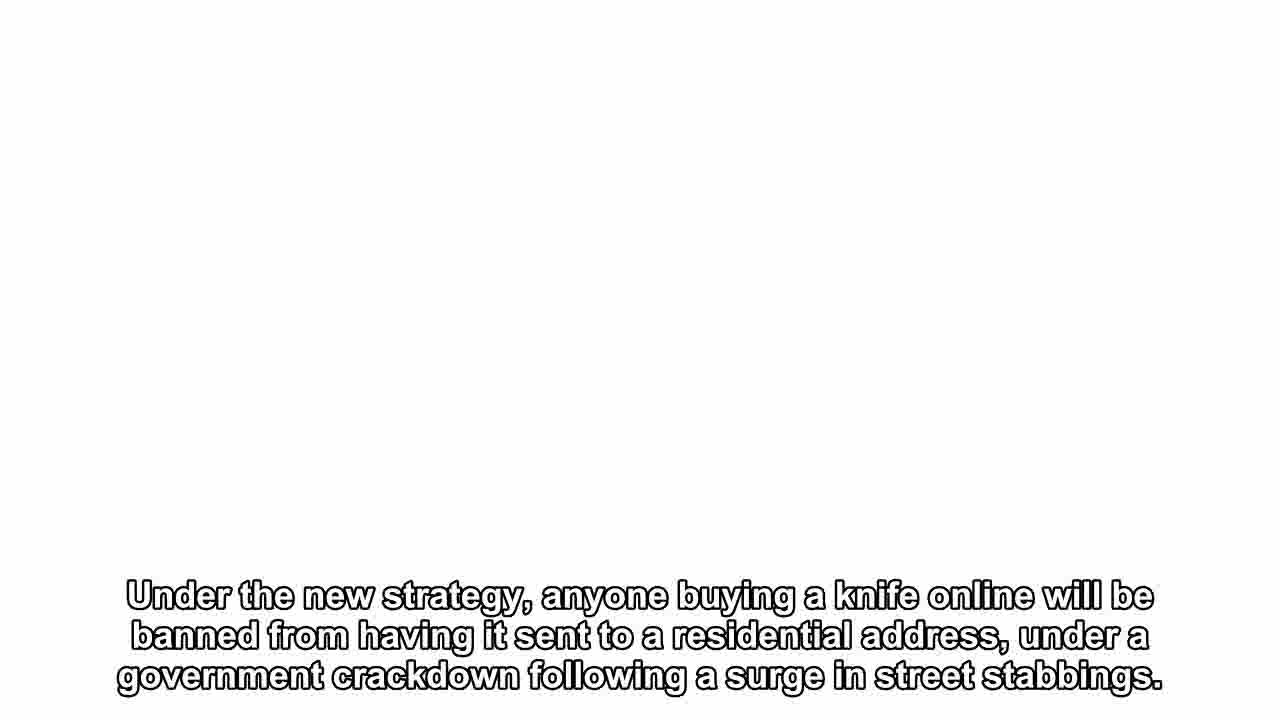 Under the new strategy, anyone buying a knife online will be
banned from having it sent to a residential address, under a
government crackdown following a surge in street stabbings.